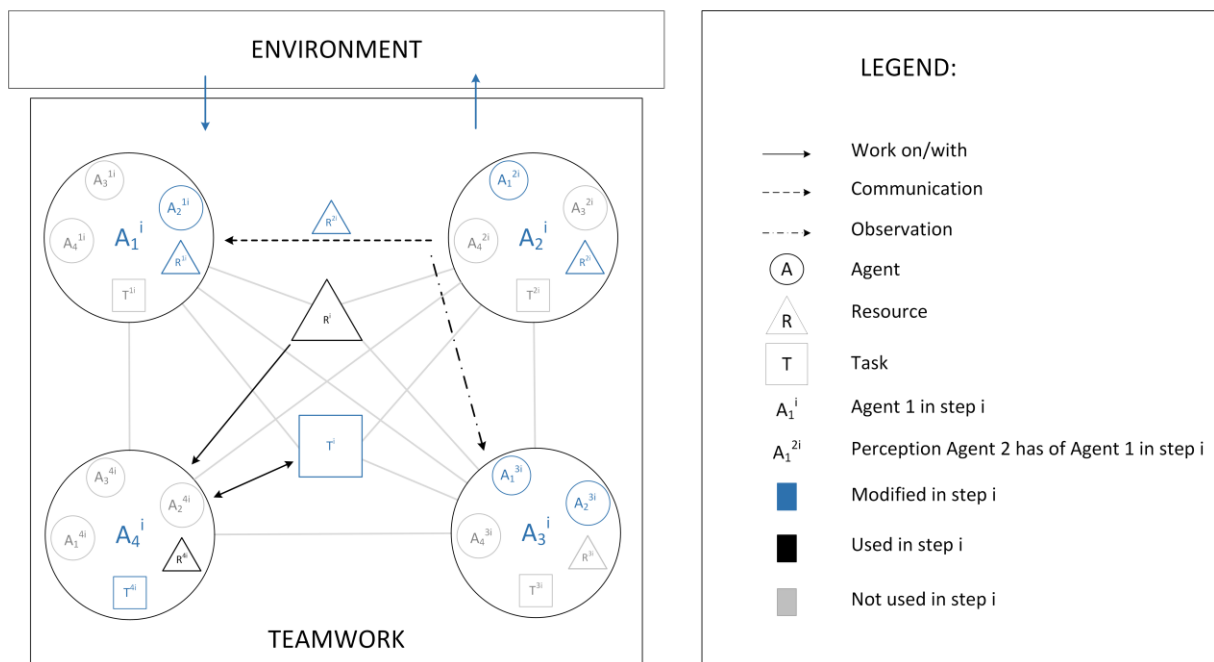 ENVIRONMENT
A₃¹ⁱ
A₂¹ⁱ
A₄¹ⁱ
A₁ⁱ
R¹ⁱ
T¹ⁱ
R²ⁱ
A₁²ⁱ
A₃²ⁱ
A₄²ⁱ
A₂ⁱ
R²ⁱ
T²ⁱ
Rⁱ
Tⁱ
A₃⁴ⁱ
A₂⁴ⁱ
A₁⁴ⁱ
A₄ⁱ
R⁴ⁱ
T⁴ⁱ
A₁³ⁱ
A₂³ⁱ
A₄³ⁱ
A₃ⁱ
R³ⁱ
T³ⁱ
TEAMWORK
LEGEND:
Work on/with
Communication
Observation
A Agent
R Resource
T Task
A₁ⁱ Agent 1 in step i
A₁²ⁱ Perception Agent 2 has of Agent 1 in step i
Modified in step i
Used in step i
Not used in step i